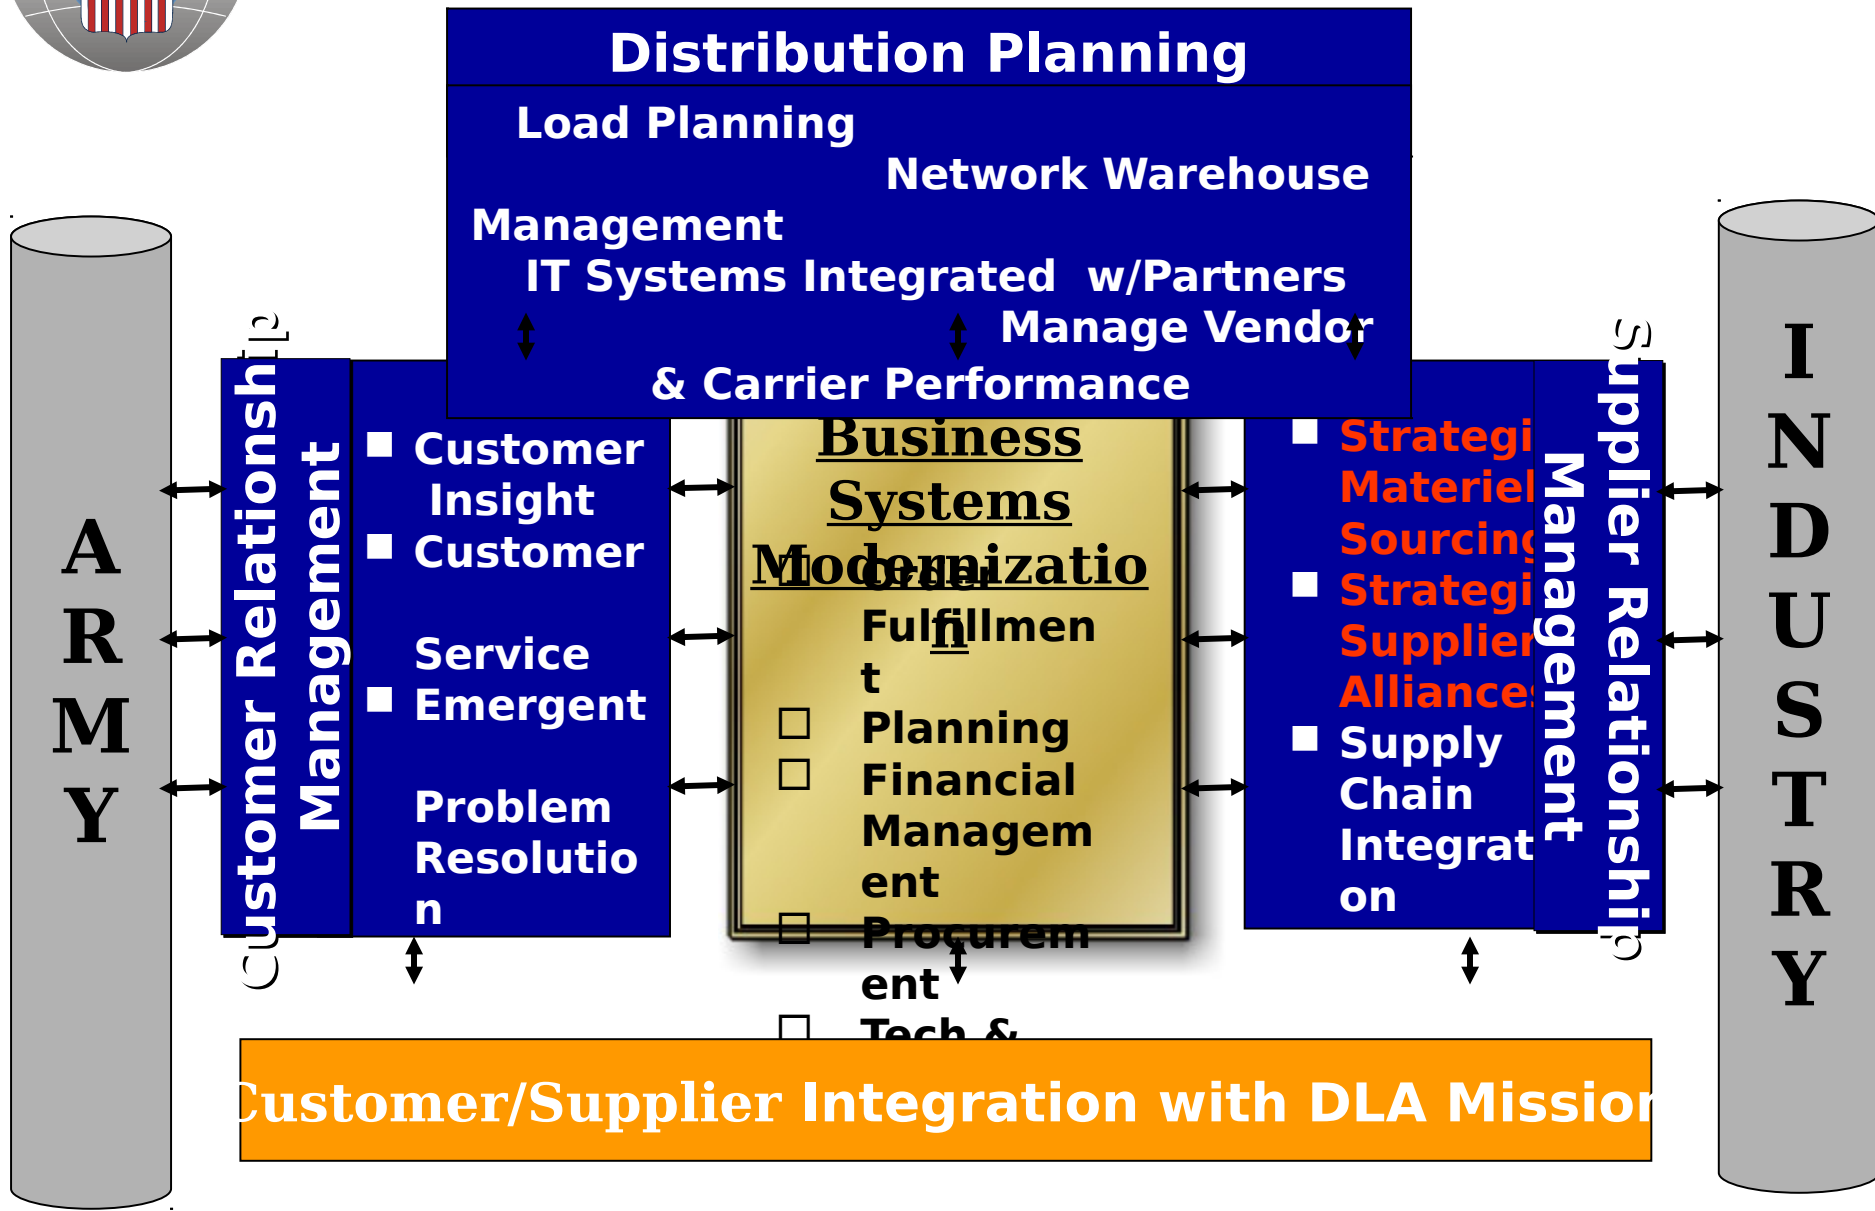 Distribution Planning
Load Planning
Network Warehouse
Management
IT Systems Integrated w/Partners
Manage Vendor
& Carrier Performance
A
R
M
Y
Customer Relationship
Management
■ Customer
Insight
■ Customer
Service
■ Emergent
Problem
Resolutio
n
Business
Systems
Modernizatio
n
□ Order
Fulfillmen
t
□ Planning
□ Financial
Managem
ent
□ Procurem
ent
□ Tech &
■ Strategi
Materiel
Sourcing
■ Strategi
Supplier
Alliances
■ Supply
Chain
Integrat
on
Supplier Relationship
Management
I
N
D
U
S
T
R
Y
Customer/Supplier Integration with DLA Mission